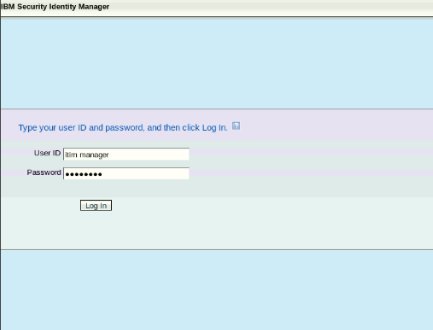 IBM Security Identity Manager
Type your user ID and password, and then click Log In.
User ID itim manager
Password ••••••••
Log In